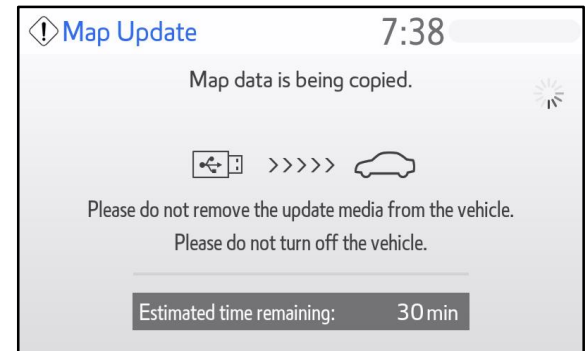 Map Update 7:38
Map data is being copied.
Please do not remove the update media from the vehicle.
Please do not turn off the vehicle.
Estimated time remaining: 30 min